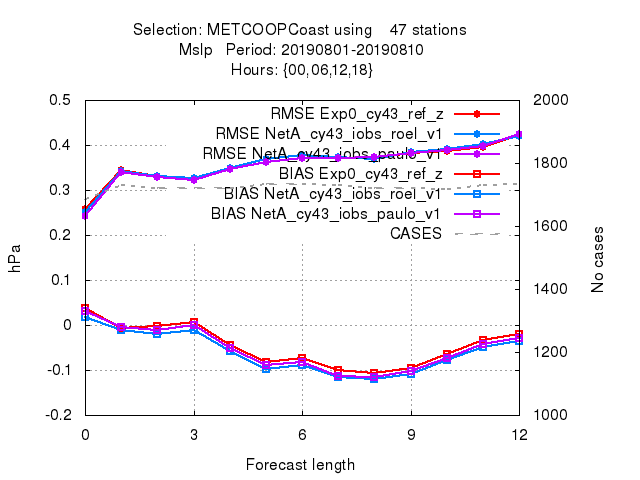 Selection: METCOOPCoast using 47 stations
Mslp Period: 20190801-20190810
Hours: {00,06,12,18}
0.5
0.4
0.3
0.2
0.1
0
-0.1
-0.2
hPa
2000
1800
1600
1400
1200
1000
No cases
RMSE Exp0_cy43_ref_z
RMSE NetA_cy43_iobs_roel_v1
RMSE NetA_cy43_iobs_paulo_v1
BIAS Exp0_cy43_ref_z
BIAS NetA_cy43_iobs_roel_v1
BIAS NetA_cy43_iobs_paulo_v1
CASES
0 3 6 9 12
Forecast length